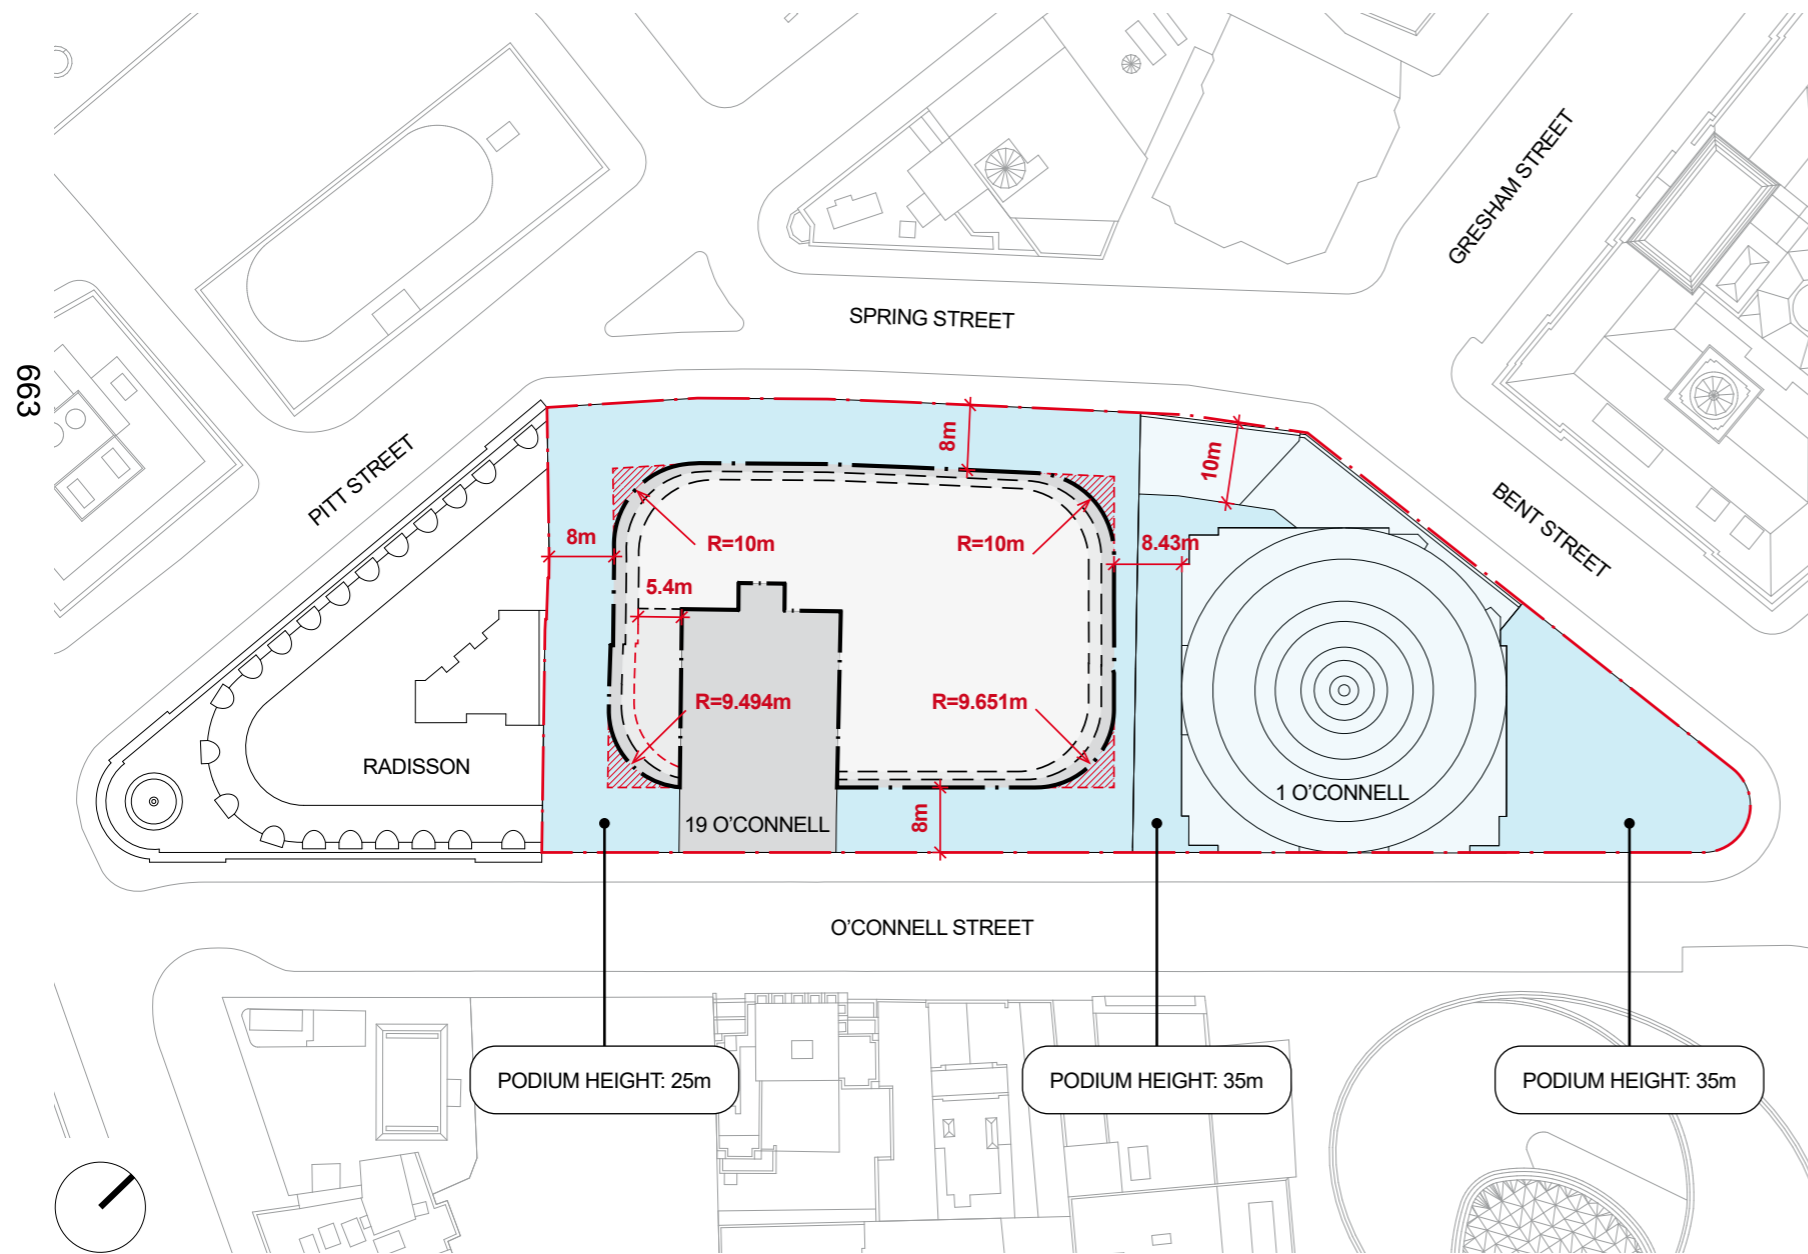 663
GRESHAM STREET
SPRING STREET
8m
10m
PITT STREET
BENT STREET
8m
R=10m
R=10m
8.43m
5.4m
R=9.494m
R=9.651m
RADISSON
1 O'CONNELL
19 O'CONNELL
8m
O'CONNELL STREET
PODIUM HEIGHT: 25m
PODIUM HEIGHT: 35m
PODIUM HEIGHT: 35m